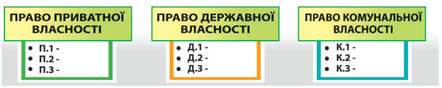 ПРАВО ПРИВАТНОЇ
ВЛАСНОСТІ
• П.1 -
• П.2 -
• П.3 -
ПРАВО ДЕРЖАВНОЇ
ВЛАСНОСТІ
• Д.1 -
• Д.2 -
• Д.3 -
ПРАВО КОМУНАЛЬНОЇ
ВЛАСНОСТІ
• К.1 -
• К.2 -
• К.3 -